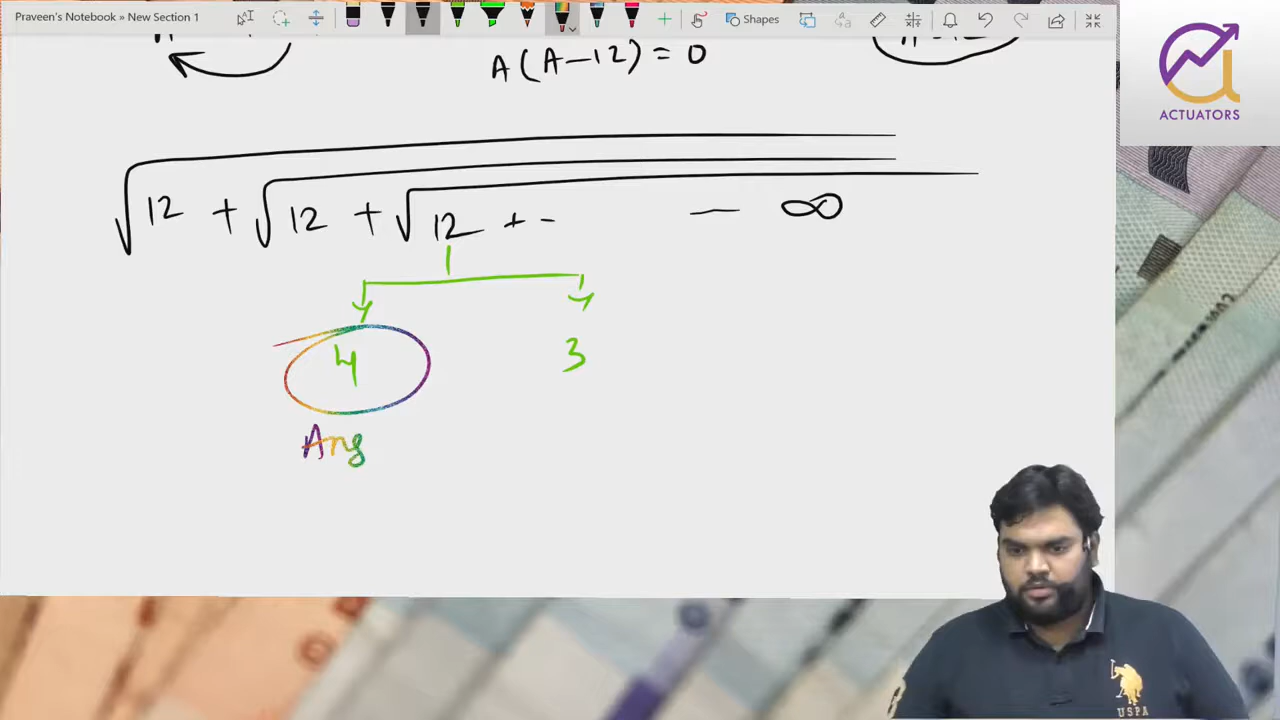 Praveen's Notebook » New Section 1
Shapes
ACTUATORS
A(A-12) = 0
√12 + √12 + √12 + - — ∞
4 3
Ans
USPA